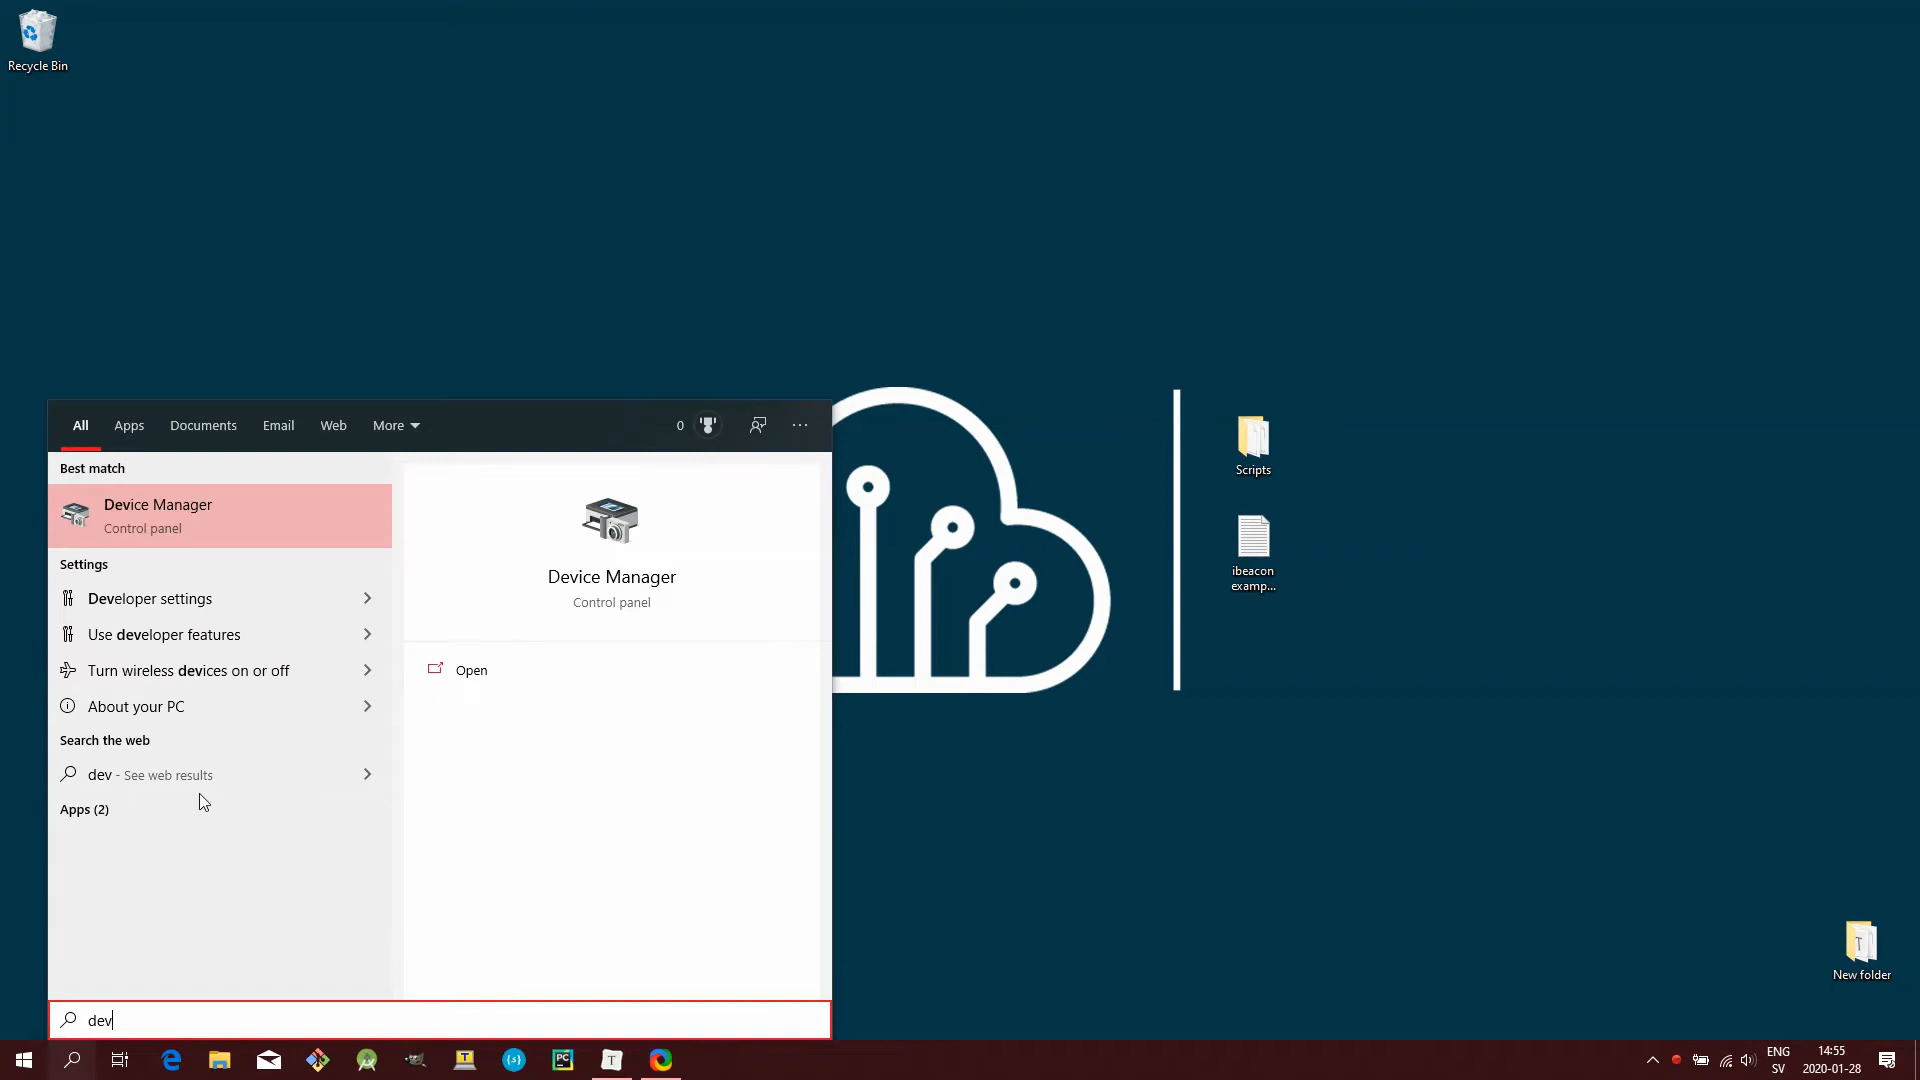 Recycle Bin
All Apps Documents Email Web More 0
Best match
Device Manager
Control panel
Settings
Developer settings
Use developer features
Turn wireless devices on or off
About your PC
Search the web
dev - See web results
Apps (2)
Device Manager
Control panel
Open
dev
Scripts
ibeacon
examp...
T
New folder
T
{s}
PC
T
ENG
SV
14:55
2020-01-28